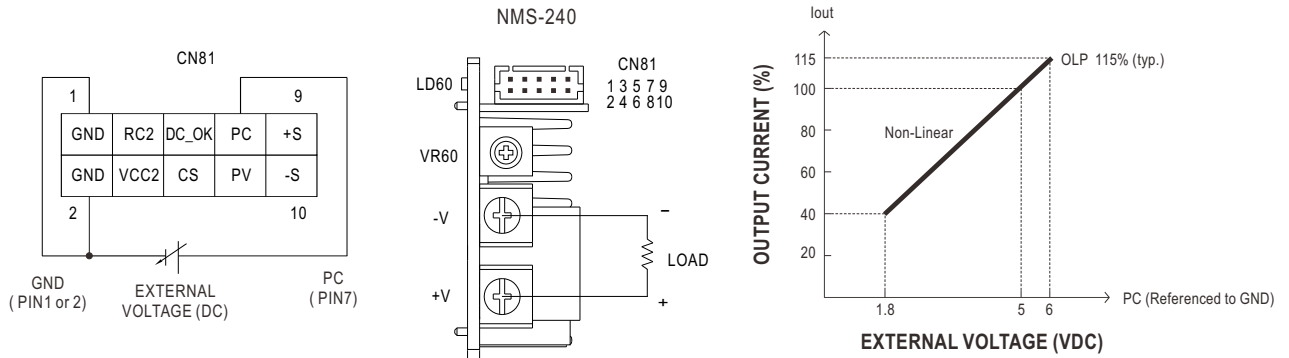 NMS-240
CN81
1 9
GND RC2 DC_OK PC +S
GND VCC2 CS PV -S
2 10
GND
( PIN1 or 2)
EXTERNAL
VOLTAGE (DC)
PC
( PIN7)
LD60
CN81
1 3 5 7 9
2 4 6 8 10
VR60
-V
+V
–
LOAD
+
Iout
OUTPUT CURRENT (%)
115
100
80
60
40
20
OLP 115% (typ.)
Non-Linear
1.8 5 6
PC (Referenced to GND)
EXTERNAL VOLTAGE (VDC)